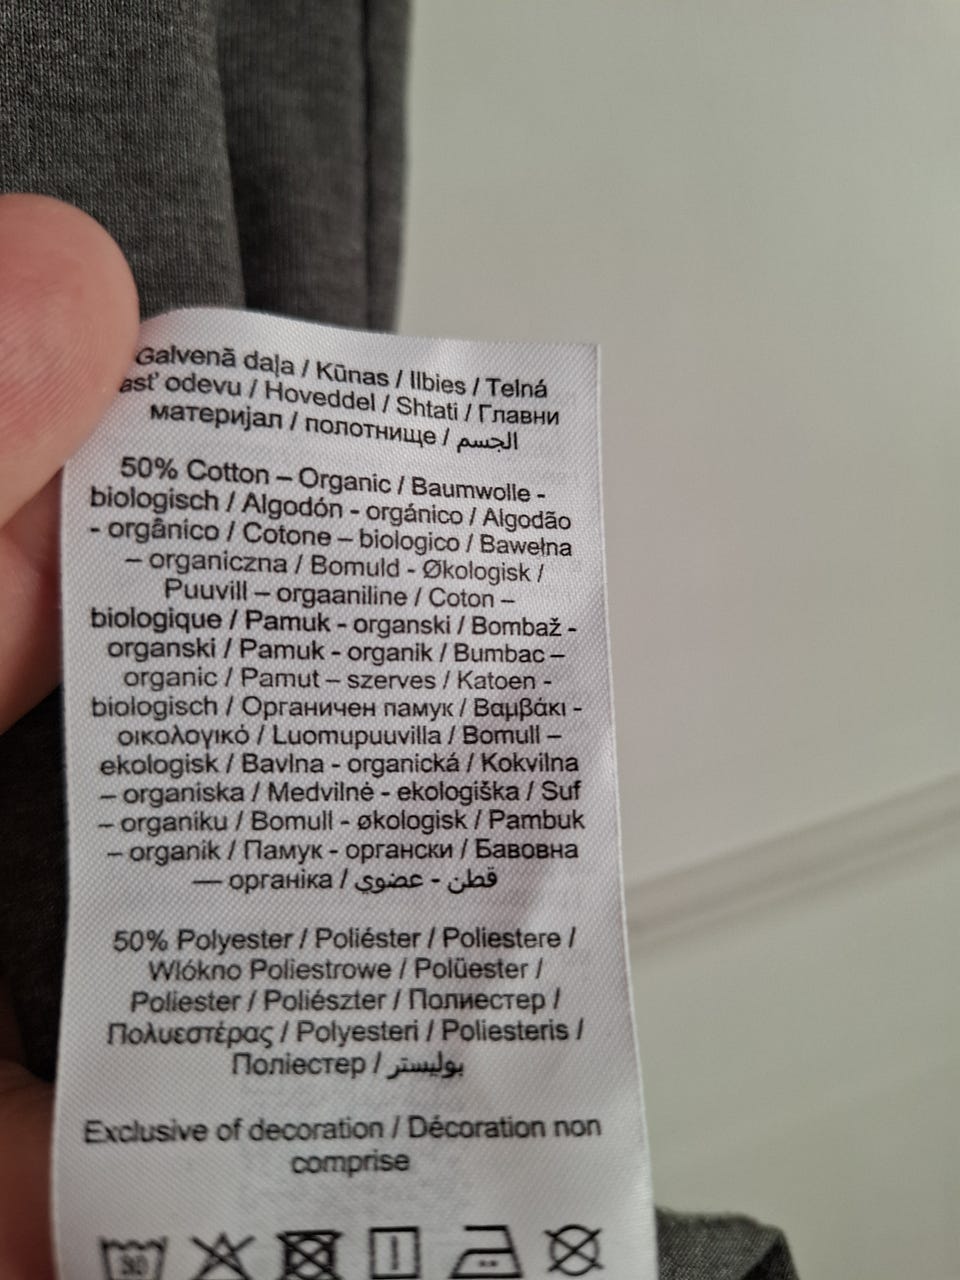 Galvenā daļa / Kūnas / Ilbies / Telná
asť odevu / Hoveddel / Shtati / Главни
материјал / полотнище / الجسم
50% Cotton – Organic / Baumwolle -
biologisch / Algodón - orgánico / Algodão
- orgânico / Cotone – biologico / Bawełna
– organiczna / Bomuld - Økologisk /
Puuvill – orgaaniline / Coton –
biologique / Pamuk - organski / Bombaž -
organski / Pamuk - organik / Bumbac –
organic / Pamut – szerves / Katoen -
biologisch / Органичен памук / Βαμβάκι -
οικολογικό / Luomupuuvilla / Bomull –
ekologisk / Bavlna - organická / Kokvilna
– organiska / Medvilnė - ekologiška / Suf
– organiku / Bomull - økologisk / Pambuk
– organik / Памук - органски / Бавовна
— органіка / قطن - عضوي
50% Polyester / Poliéster / Poliestere /
Wlókno Poliestrowe / Polüester /
Poliester / Poliészter / Полиестер /
Πολυεστέρας / Polyesteri / Poliesteris /
Поліестер / بوليستر
Exclusive of decoration / Décoration non
comprise
30